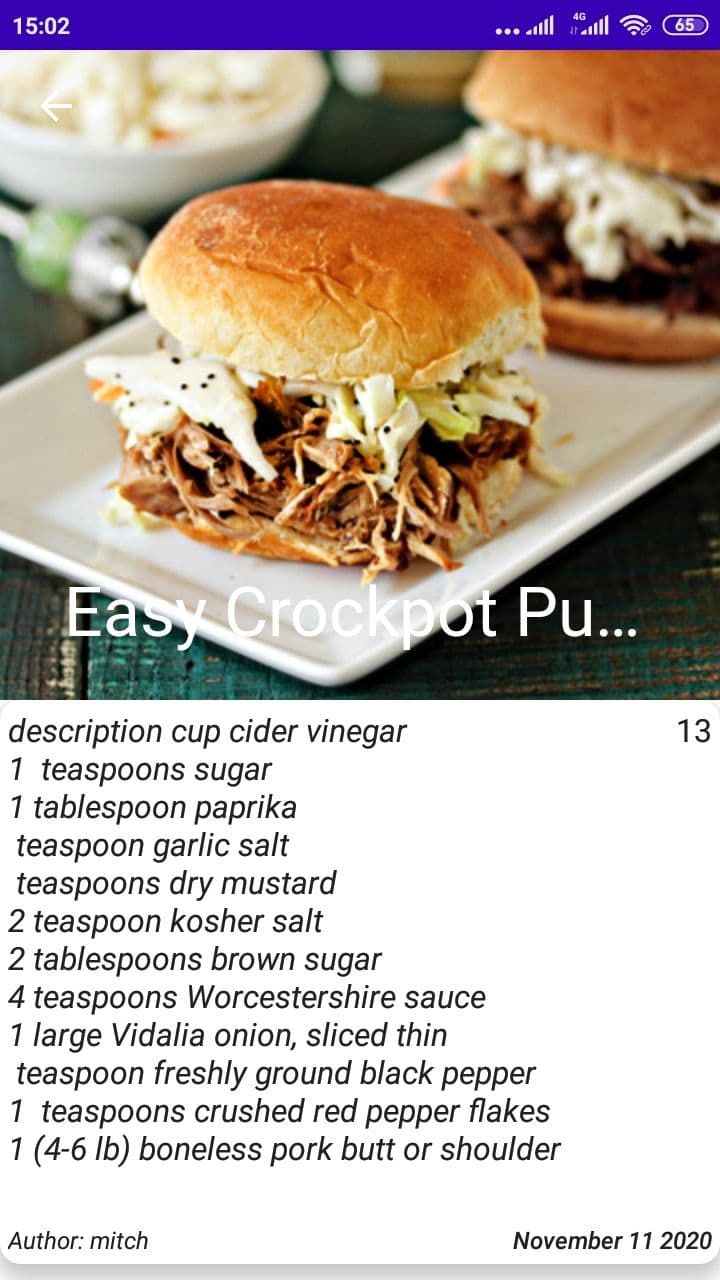 15:02
4G
65
Easy Crockpot Pu...
description cup cider vinegar 13
1  teaspoons sugar
1 tablespoon paprika
teaspoon garlic salt
teaspoons dry mustard
2 teaspoon kosher salt
2 tablespoons brown sugar
4 teaspoons Worcestershire sauce
1 large Vidalia onion, sliced thin
teaspoon freshly ground black pepper
1  teaspoons crushed red pepper flakes
1 (4-6 lb) boneless pork butt or shoulder
Author: mitch November 11 2020